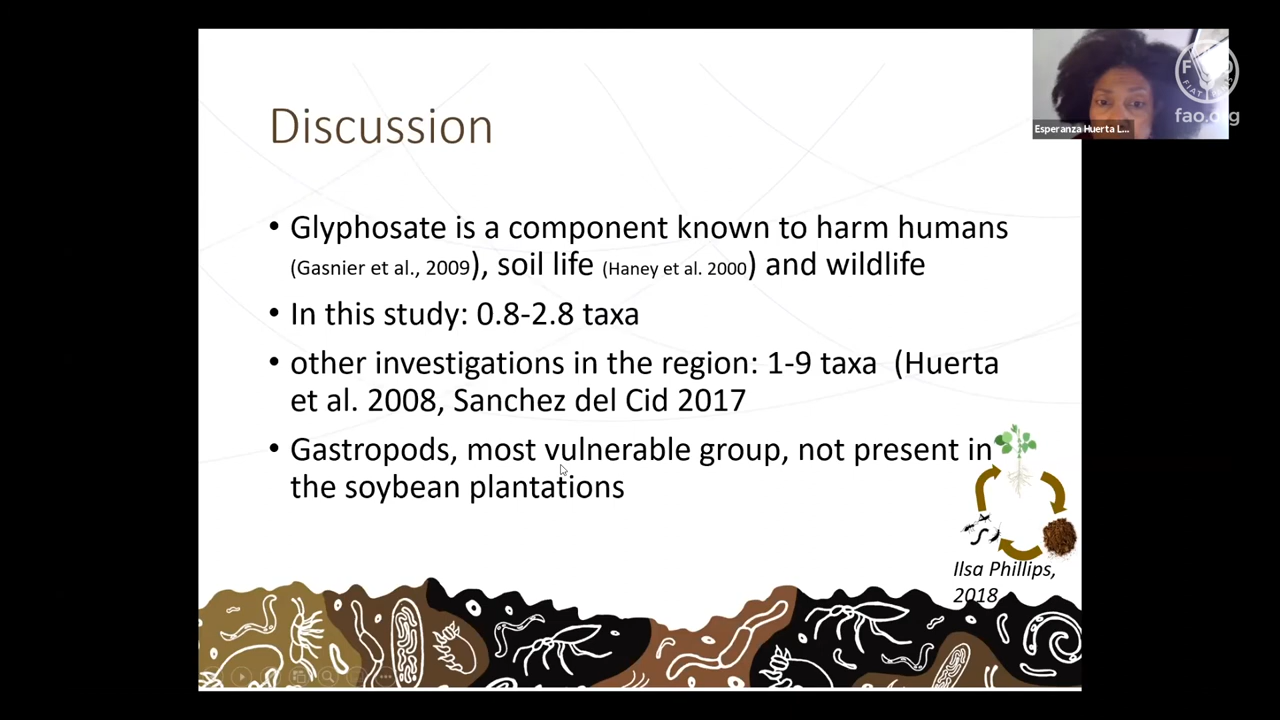 Discussion
• Glyphosate is a component known to harm humans
(Gasnier et al., 2009), soil life (Haney et al. 2000) and wildlife
• In this study: 0.8-2.8 taxa
• other investigations in the region: 1-9 taxa (Huerta
et al. 2008, Sanchez del Cid 2017
• Gastropods, most vulnerable group, not present in
the soybean plantations
Ilsa Phillips,
2018
Esperanza Huerta L...
fao.org